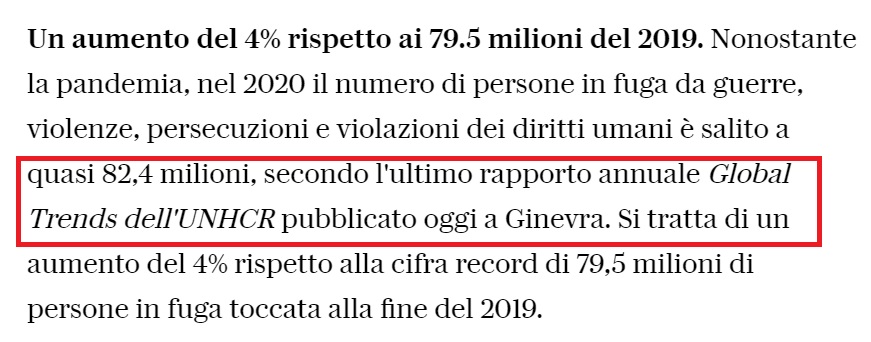 Un aumento del 4% rispetto ai 79.5 milioni del 2019. Nonostante
la pandemia, nel 2020 il numero di persone in fuga da guerre,
violenze, persecuzioni e violazioni dei diritti umani è salito a
quasi 82,4 milioni, secondo l'ultimo rapporto annuale Global
Trends dell'UNHCR pubblicato oggi a Ginevra. Si tratta di un
aumento del 4% rispetto alla cifra record di 79,5 milioni di
persone in fuga toccata alla fine del 2019.